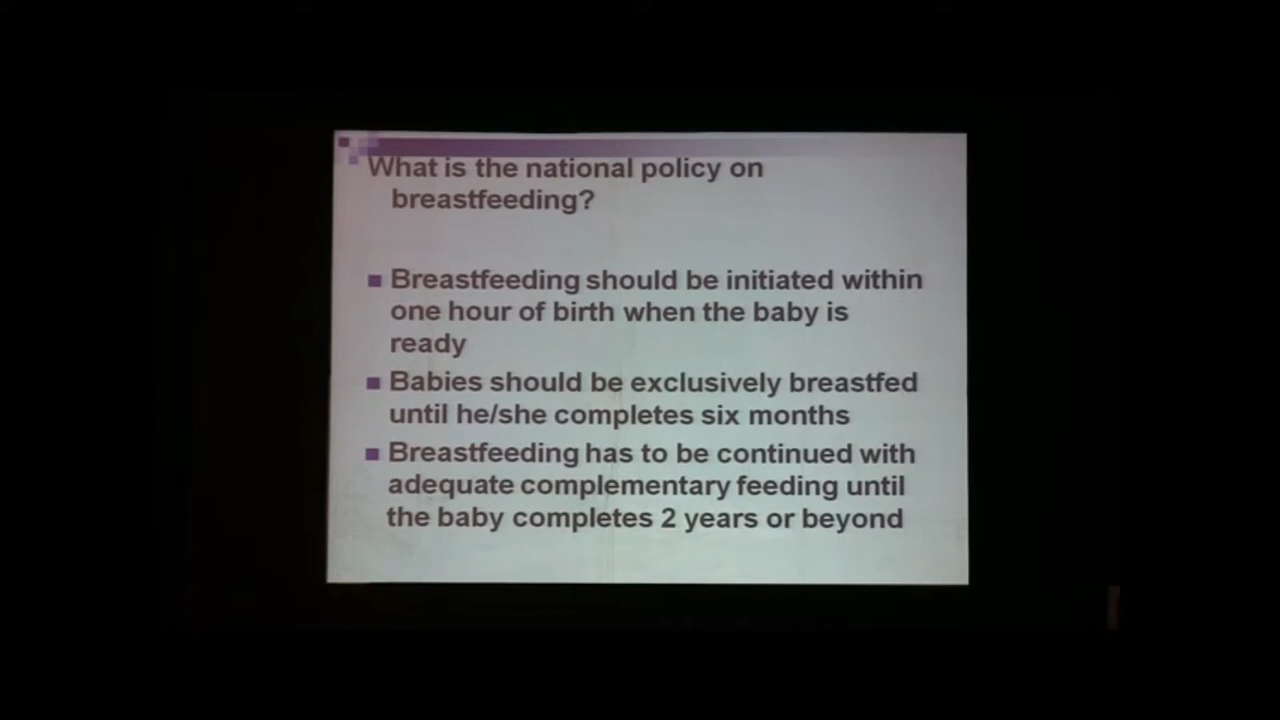 What is the national policy on
breastfeeding?
Breastfeeding should be initiated within
one hour of birth when the baby is
ready
Babies should be exclusively breastfed
until he/she completes six months
Breastfeeding has to be continued with
adequate complementary feeding until
the baby completes 2 years or beyond